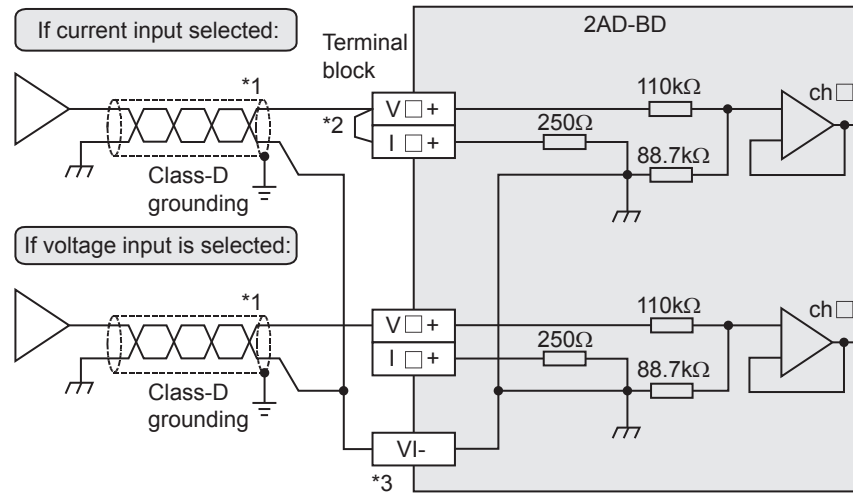 If current input selected:
2AD-BD
Terminal
block
*1
V □ +
110kΩ
ch □
*2
I □ +
250Ω
88.7kΩ
Class-D
grounding
If voltage input is selected:
*1
V □ +
110kΩ
ch □
I □ +
250Ω
88.7kΩ
Class-D
grounding
VI-
*3